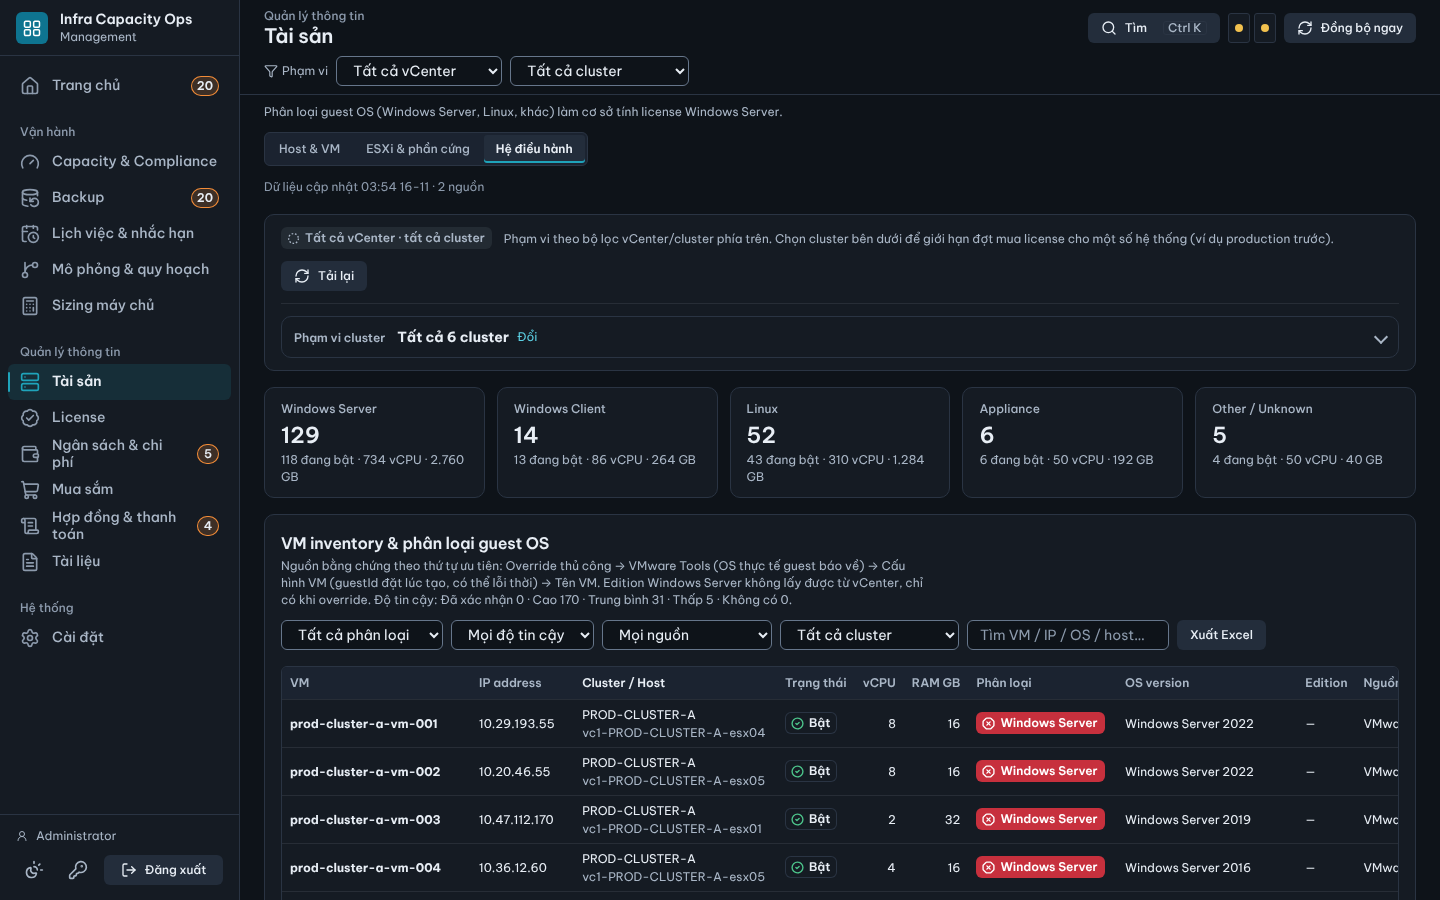 Infra Capacity Ops
Management
Trang chủ 20
Vận hành
Capacity & Compliance
Backup 20
Lịch việc & nhắc hạn
Mô phỏng & quy hoạch
Sizing máy chủ
Quản lý thông tin
Tài sản
License
Ngân sách & chi
phí 5
Mua sắm
Hợp đồng & thanh
toán 4
Tài liệu
Hệ thống
Cài đặt
Administrator
Đăng xuất
Quản lý thông tin
Tài sản
Tìm Ctrl K
Đồng bộ ngay
Phạm vi Tất cả vCenter Tất cả cluster
Phân loại guest OS (Windows Server, Linux, khác) làm cơ sở tính license Windows Server.
Host & VM ESXi & phần cứng Hệ điều hành
Dữ liệu cập nhật 03:54 16-11 · 2 nguồn
Tất cả vCenter · tất cả cluster Phạm vi theo bộ lọc vCenter/cluster phía trên. Chọn cluster bên dưới để giới hạn đợt mua license cho một số hệ thống (ví dụ production trước).
Tải lại
Phạm vi cluster Tất cả 6 cluster Đổi
Windows Server
129
118 đang bật · 734 vCPU · 2.760
GB
Windows Client
14
13 đang bật · 86 vCPU · 264 GB
Linux
52
43 đang bật · 310 vCPU · 1.284
GB
Appliance
6
6 đang bật · 50 vCPU · 192 GB
Other / Unknown
5
4 đang bật · 50 vCPU · 40 GB
VM inventory & phân loại guest OS
Nguồn bằng chứng theo thứ tự ưu tiên: Override thủ công → VMware Tools (OS thực tế guest báo về) → Cấu
hình VM (guestId đặt lúc tạo, có thể lỗi thời) → Tên VM. Edition Windows Server không lấy được từ vCenter, chỉ
có khi override. Độ tin cậy: Đã xác nhận 0 · Cao 170 · Trung bình 31 · Thấp 5 · Không có 0.
Tất cả phân loại Mọi độ tin cậy Mọi nguồn Tất cả cluster Tìm VM / IP / OS / host... Xuất Excel
VM IP address Cluster / Host Trạng thái vCPU RAM GB Phân loại OS version Edition Nguồn
prod-cluster-a-vm-001 10.29.193.55 PROD-CLUSTER-A
vc1-PROD-CLUSTER-A-esx04 Bật 8 16 Windows Server Windows Server 2022 –
prod-cluster-a-vm-002 10.20.46.55 PROD-CLUSTER-A
vc1-PROD-CLUSTER-A-esx05 Bật 8 16 Windows Server Windows Server 2022 –
prod-cluster-a-vm-003 10.47.112.170 PROD-CLUSTER-A
vc1-PROD-CLUSTER-A-esx01 Bật 2 32 Windows Server Windows Server 2019 –
prod-cluster-a-vm-004 10.36.12.60 PROD-CLUSTER-A
vc1-PROD-CLUSTER-A-esx05 Bật 4 16 Windows Server Windows Server 2016 –